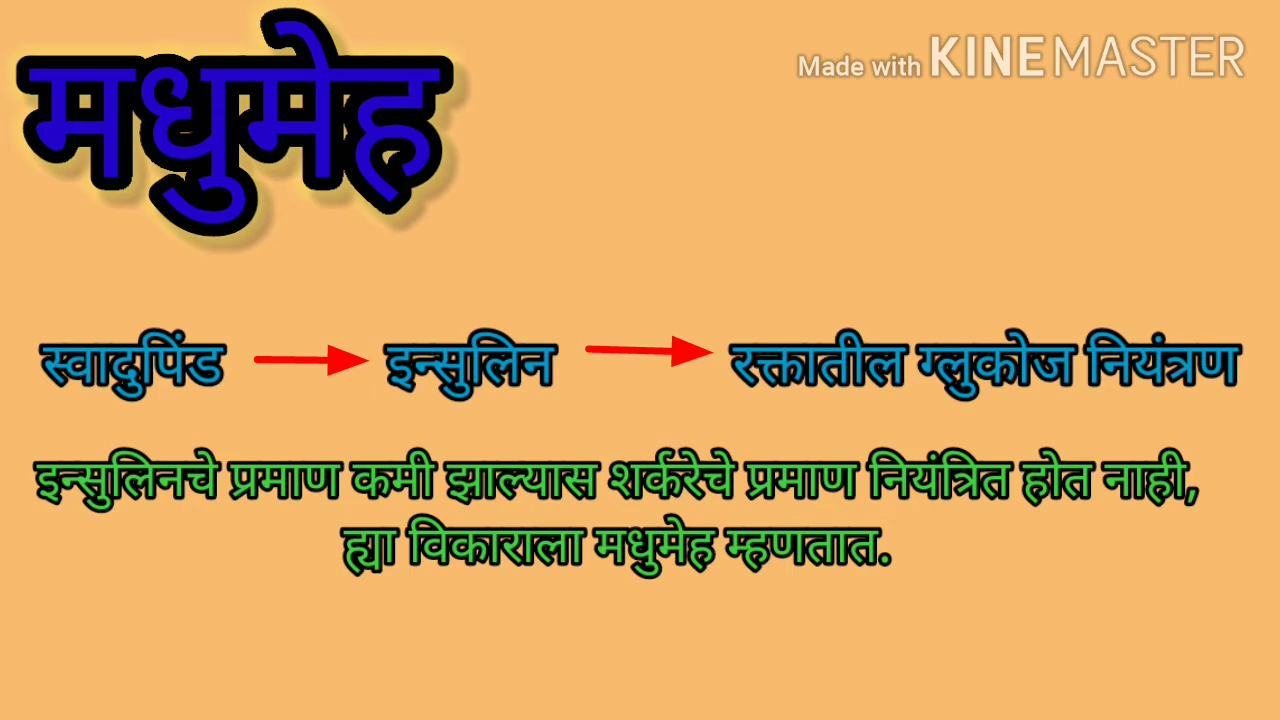 मधुमेह
Made with KINEMASTER
स्वादुपिंड इन्सुलिन रक्तातील ग्लुकोज नियंत्रण
इन्सुलिनचे प्रमाण कमी झाल्यास शर्करेचे प्रमाण नियंत्रित होत नाही,
ह्या विकाराला मधुमेह म्हणतात.